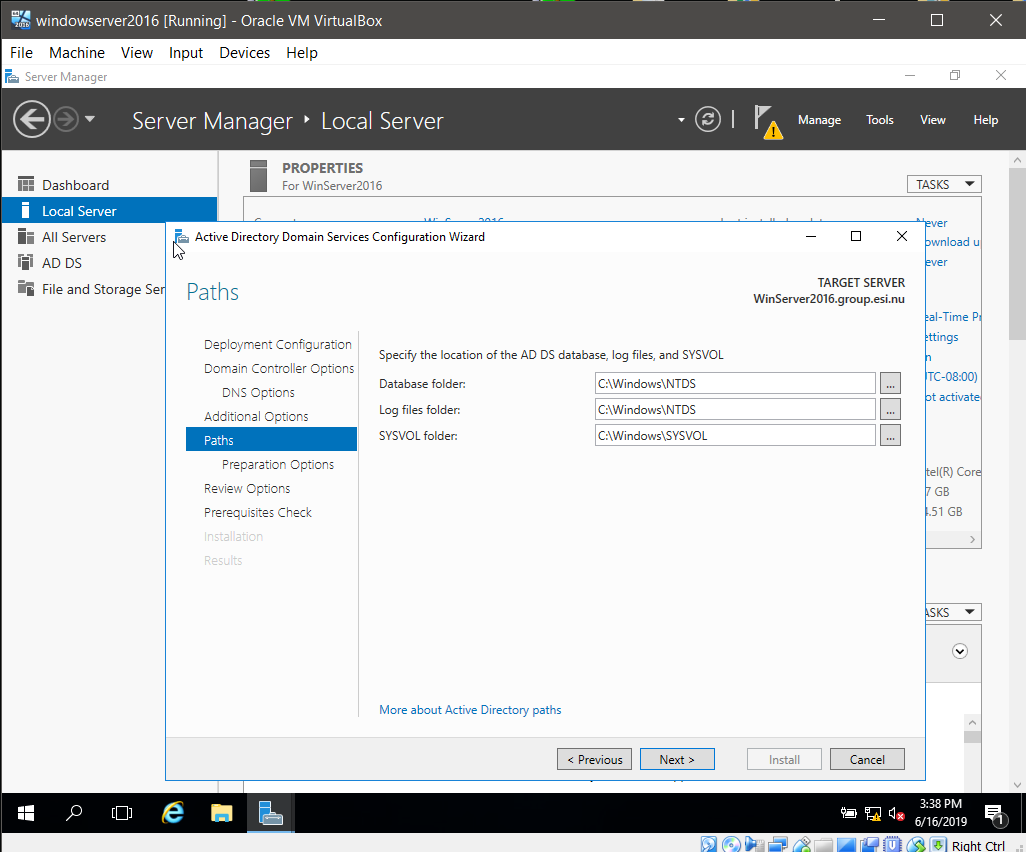 windowserver2016 [Running] - Oracle VM VirtualBox
File Machine View Input Devices Help
Server Manager
Server Manager Local Server
Manage Tools View Help
Dashboard
Local Server
All Servers
AD DS
File and Storage Ser
PROPERTIES
For WinServer2016
TASKS
Never
ownload u
ever
eal-Time Pr
ettings
n
UTC-08:00)
ot activate
tel(R) Core
7 GB
4.51 GB
ASKS
Active Directory Domain Services Configuration Wizard
Paths
TARGET SERVER
WinServer2016.group.esi.nu
Deployment Configuration
Domain Controller Options
DNS Options
Additional Options
Paths
Preparation Options
Review Options
Prerequisites Check
Installation
Results
Specify the location of the AD DS database, log files, and SYSVOL
Database folder: C:\Windows\NTDS ...
Log files folder: C:\Windows\NTDS ...
SYSVOL folder: C:\Windows\SYSVOL ...
More about Active Directory paths
< Previous Next > Install Cancel
3:38 PM
6/16/2019
1
Right Ctrl